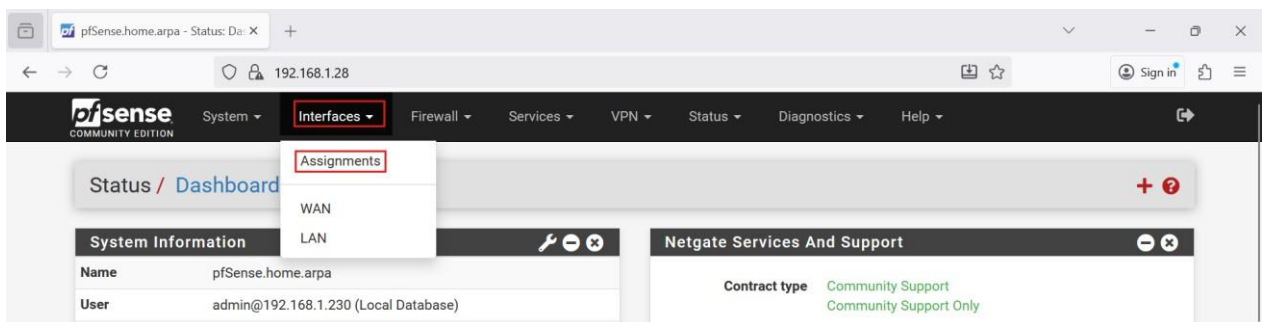 pfSense.home.arpa - Status: Da
192.168.1.28
Sign in
pfsense
COMMUNITY EDITION
System Interfaces Firewall Services VPN Status Diagnostics Help
Assignments
WAN
LAN
Status / Dashboard
System Information
Name pfSense.home.arpa
User admin@192.168.1.230 (Local Database)
Netgate Services And Support
Contract type Community Support
Community Support Only